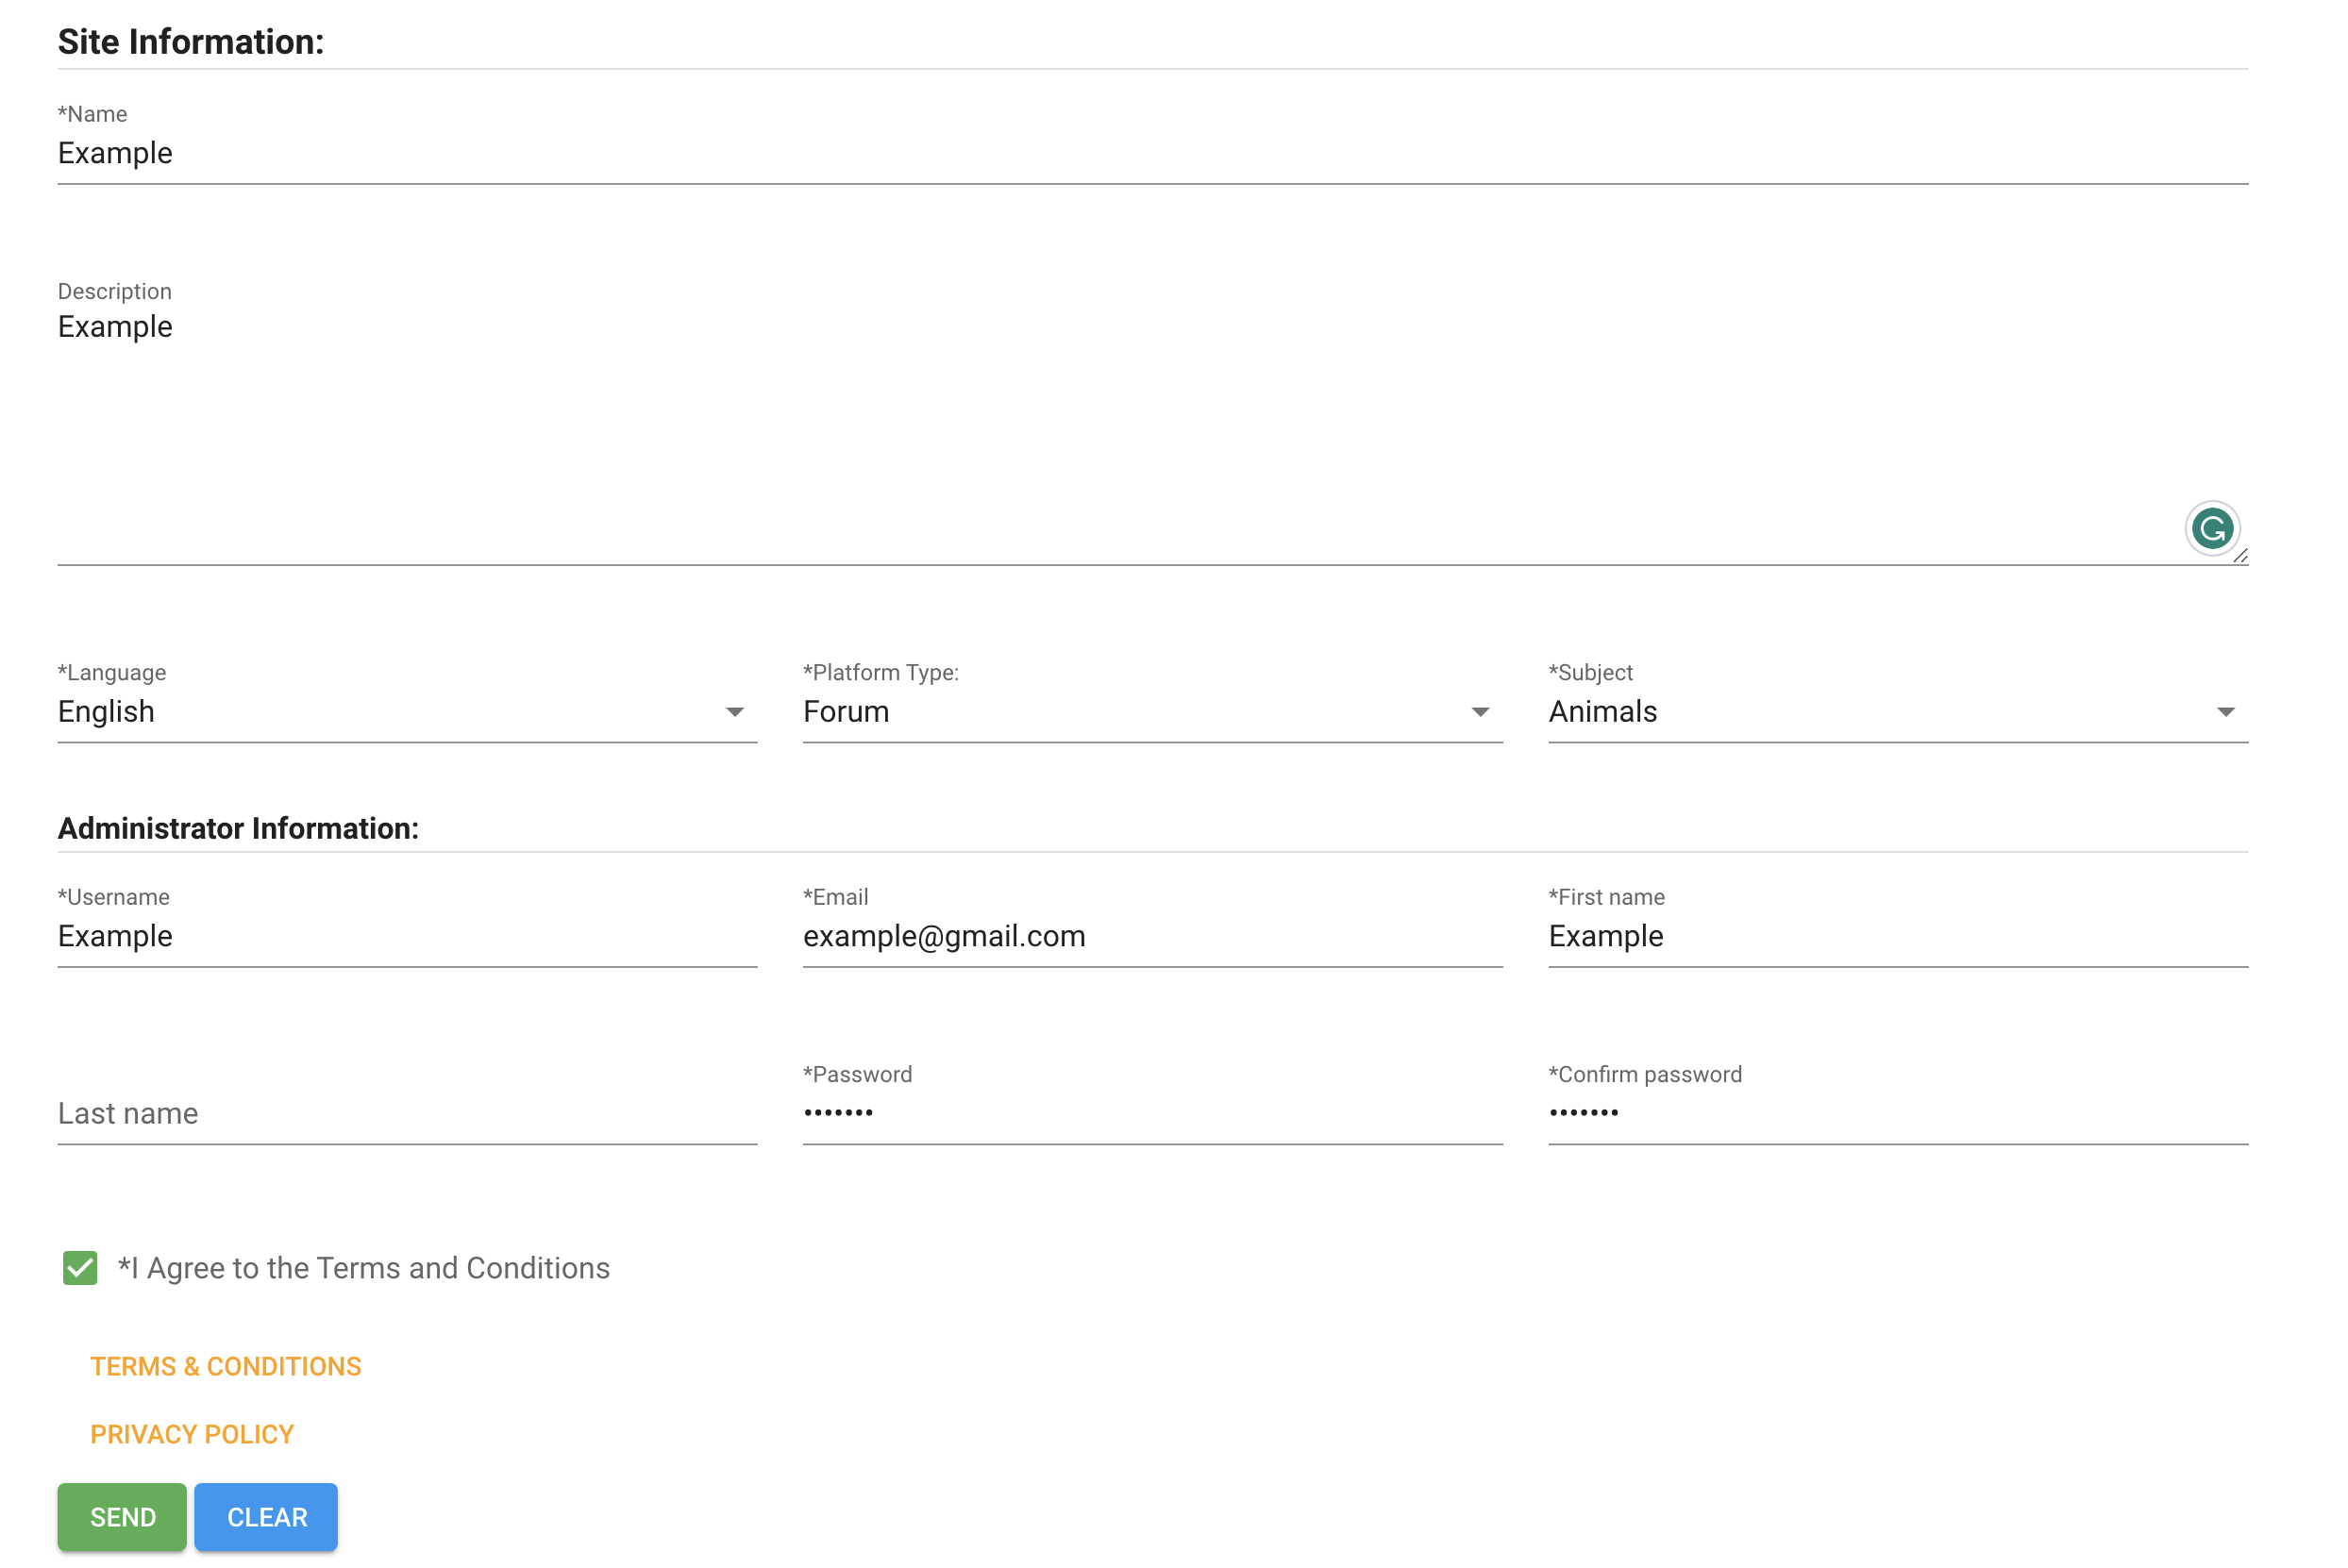 Site Information:
*Name
Example
Description
Example
*Language *Platform Type: *Subject
English Forum Animals
Administrator Information:
*Username *Email *First name
Example example@gmail.com Example
*Password *Confirm password
Last name ••••••• •••••••
*I Agree to the Terms and Conditions
TERMS & CONDITIONS
PRIVACY POLICY
SEND CLEAR